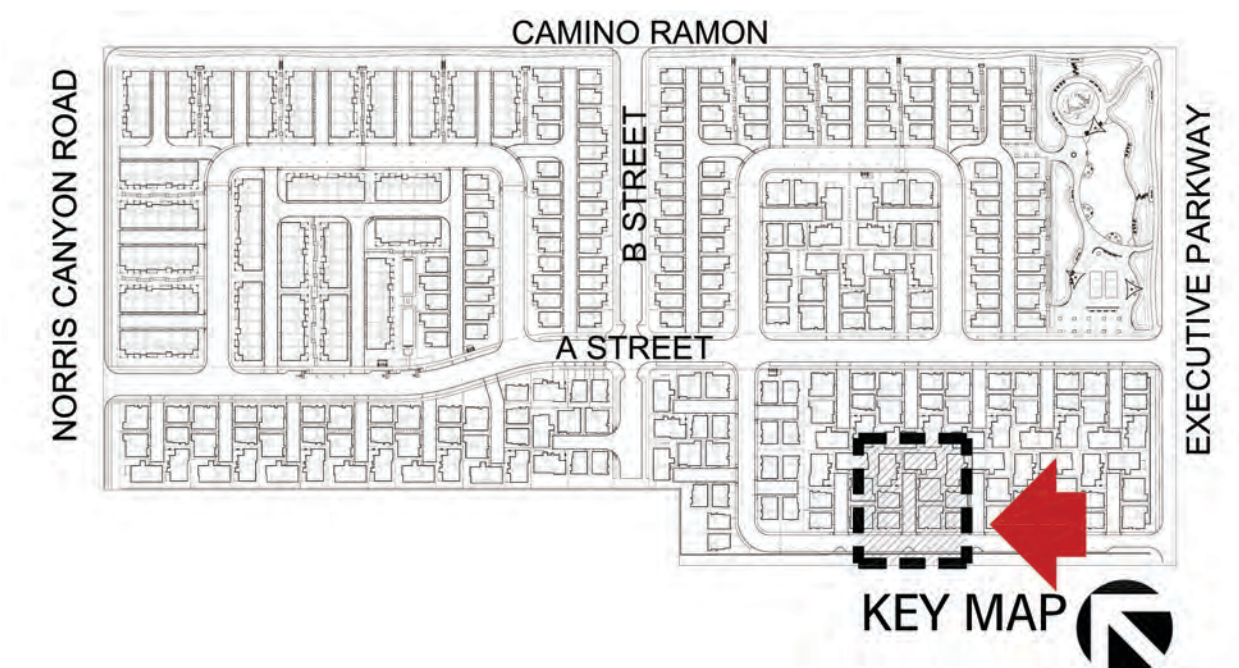 CAMINO RAMON
NORRIS CANYON ROAD
B STREET
EXECUTIVE PARKWAY
A STREET
KEY MAP